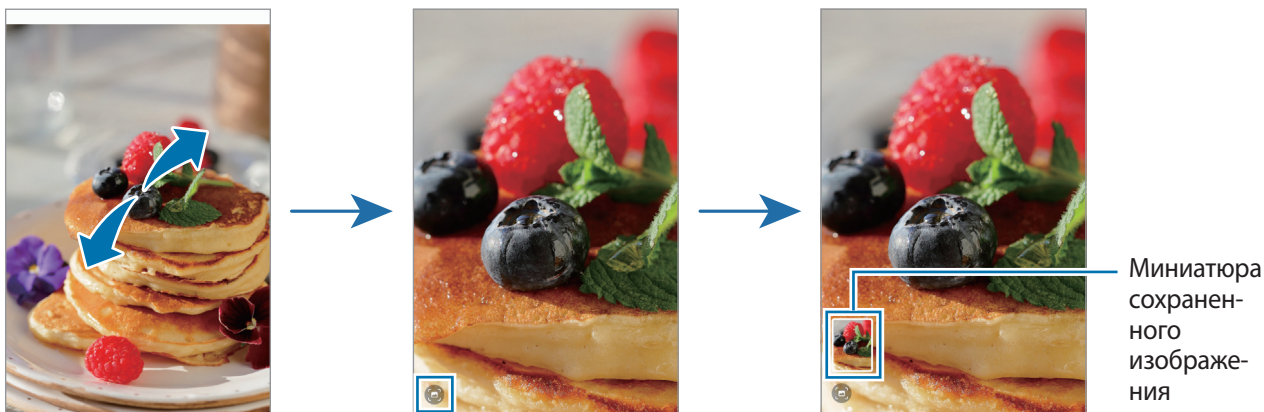 Миниатюра
сохранен-
ного
изображе-
ния